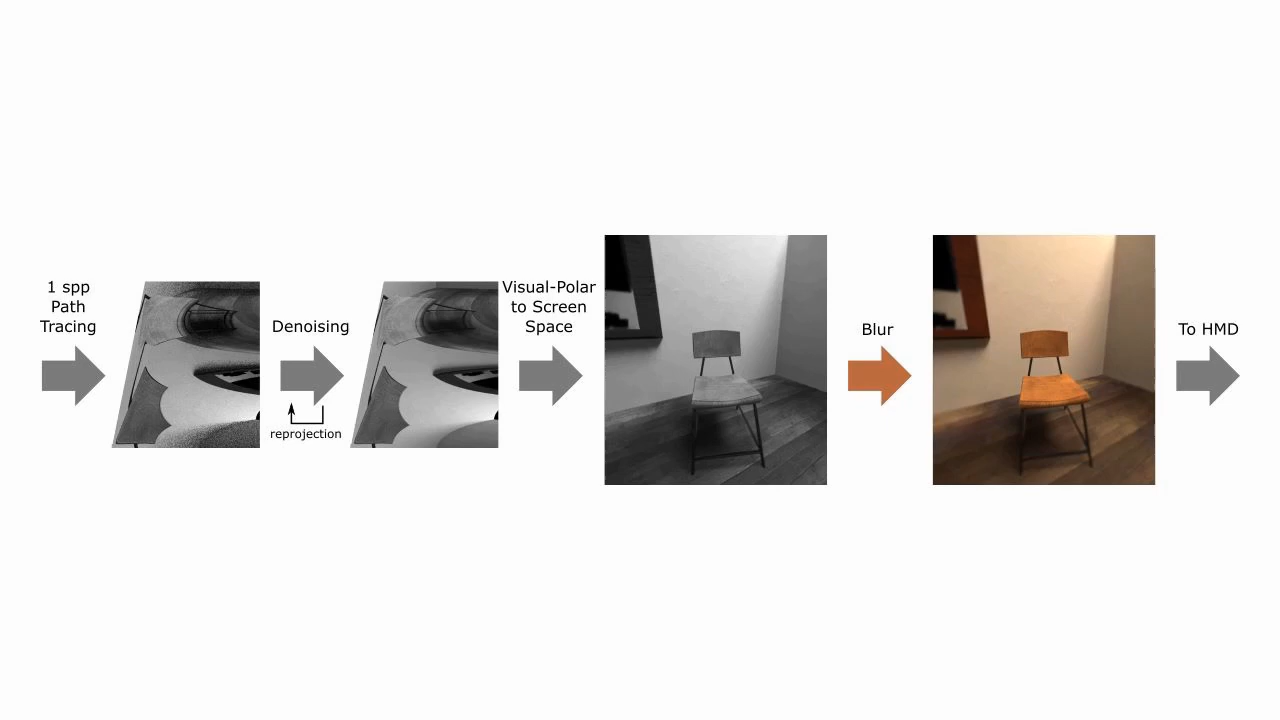 1 spp
Path
Tracing
Denoising
reprojection
Visual-Polar
to Screen
Space
Blur
To HMD